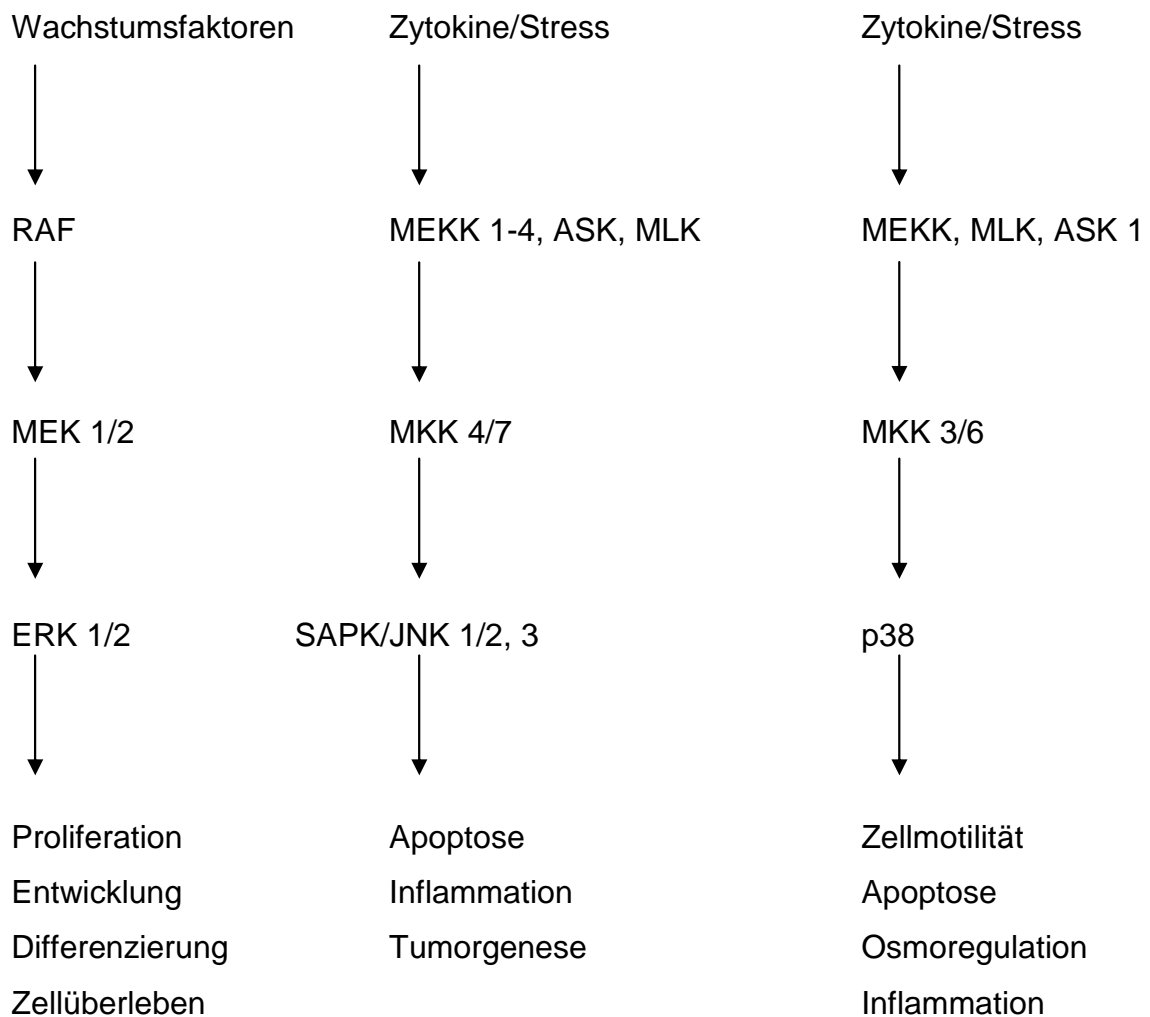 Wachstumsfaktoren Zytokine/Stress Zytokine/Stress
RAF MEKK 1-4, ASK, MLK MEKK, MLK, ASK 1
MEK 1/2 MKK 4/7 MKK 3/6
ERK 1/2 SAPK/JNK 1/2, 3 p38
Proliferation Apoptose Zellmotilität
Entwicklung Inflammation Apoptose
Differenzierung Tumorgenese Osmoregulation
Zellüberleben Inflammation